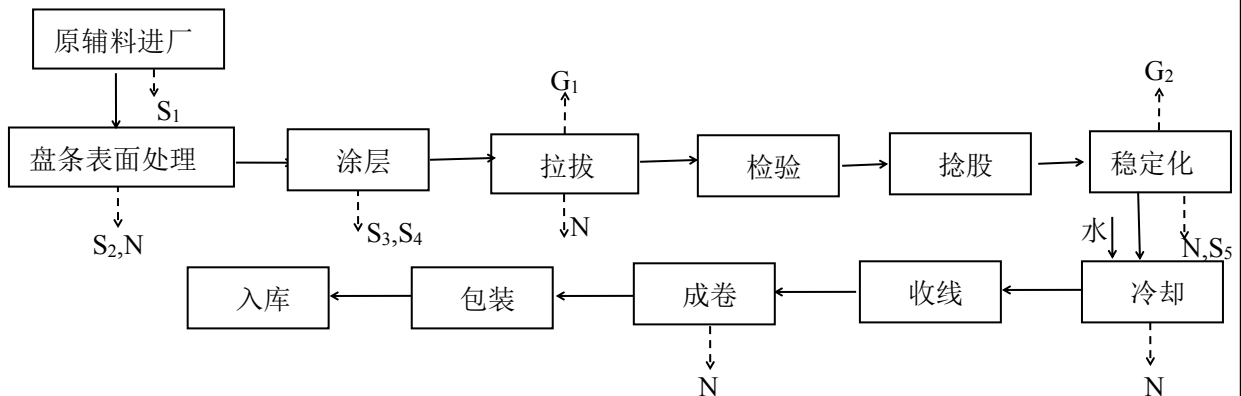 原辅料进厂
S₁
G₁
G₂
盘条表面处理
涂层
拉拔
检验
捻股
稳定化
S₂,N
S₃,S₄
N
水
N,S₅
入库
包装
成卷
收线
冷却
N
N